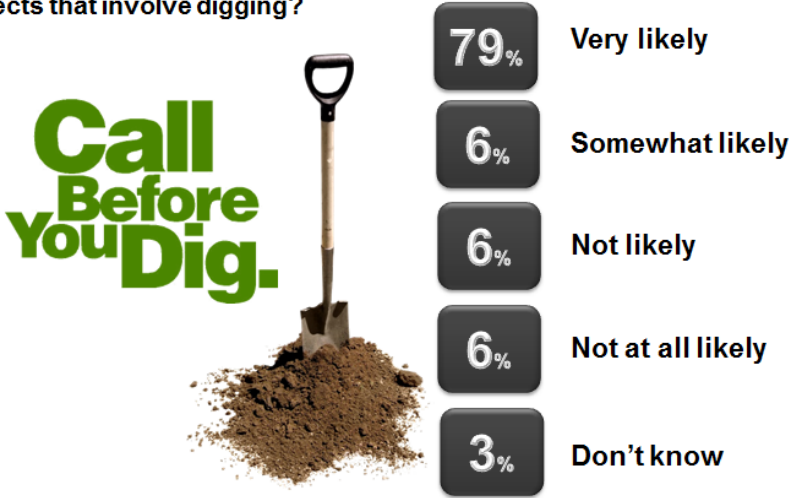 that involve digging?
Call
Before
You Dig.
79% Very likely
6% Somewhat likely
6% Not likely
6% Not at all likely
3% Don't know